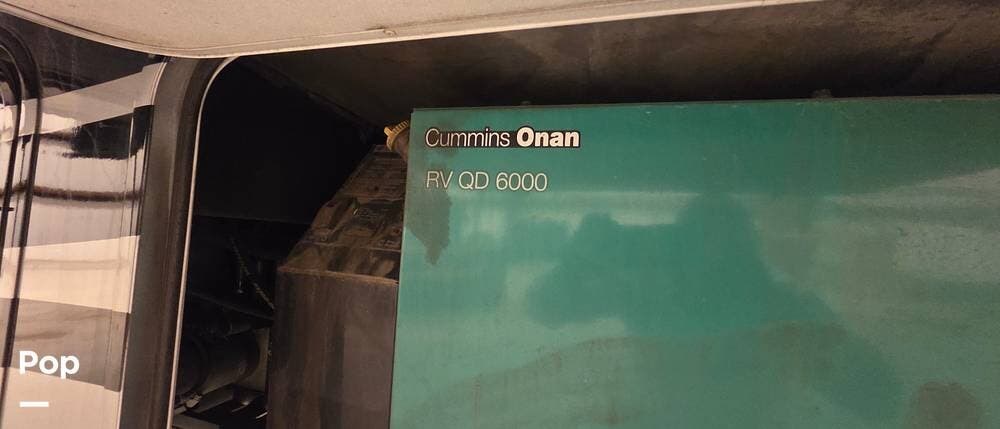 Cummins Onan
RV QD 6000
Pop